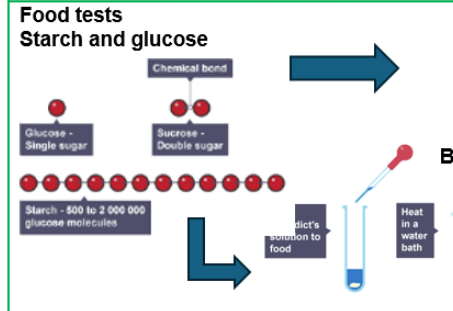 Food tests
Starch and glucose
Chemical bond
Glucose -
Single sugar
Sucrose -
Double sugar
Starch - 500 to 2 000 000
glucose molecules
B
dict's
solution to
food
Heat
in a
water
bath